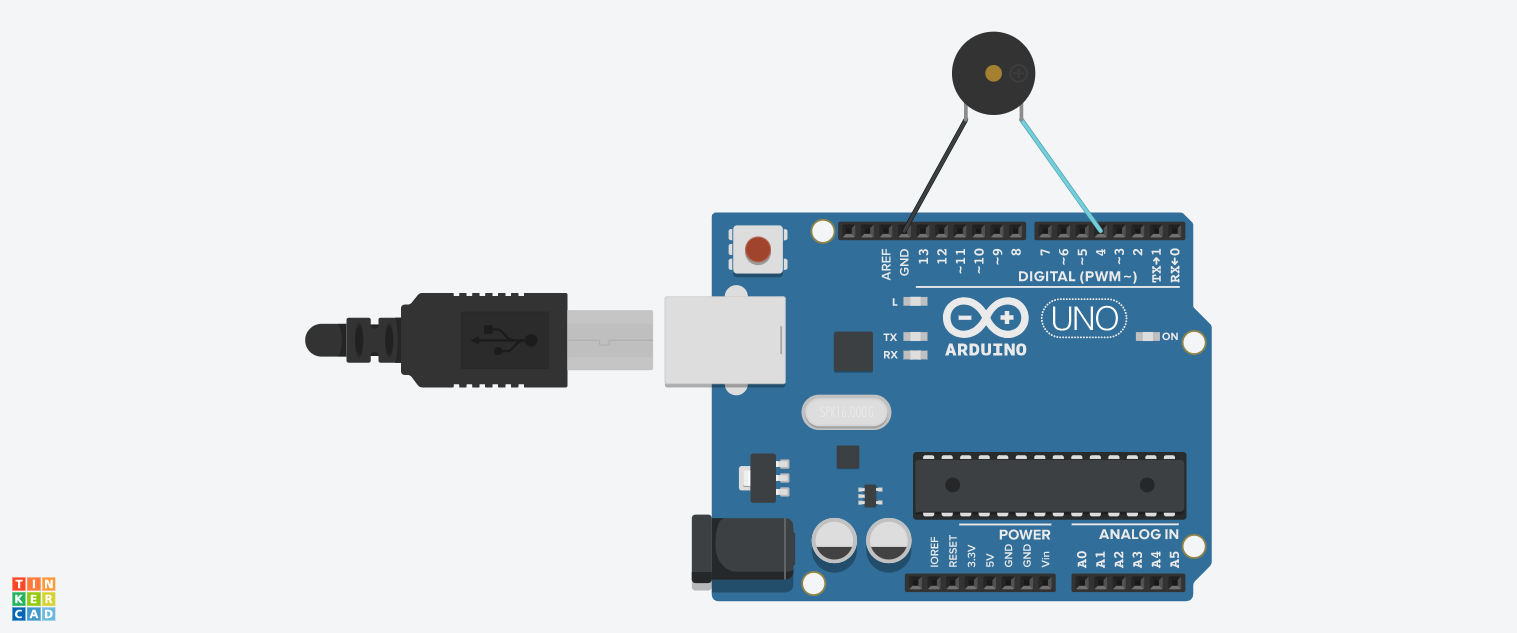 AREF
GND
13
12
~11
~10
~9
8
7
~6
~5
4
~3
2
TX→1
RX←0
DIGITAL (PWM~)
L
TX
RX
ARDUINO
UNO
ON
SPK16.000G
POWER
ANALOG IN
IOREF
RESET
3.3V
5V
GND
GND
Vin
A0
A1
A2
A3
A4
A5
TIN
KER
CAD